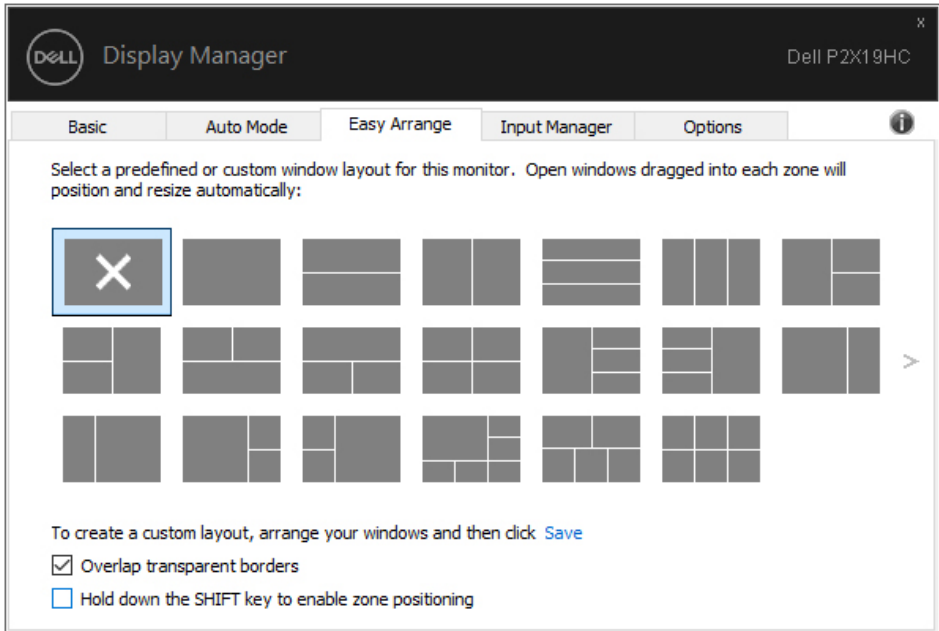 x
DELL Display Manager
Dell P2X19HC
Basic Auto Mode Easy Arrange Input Manager Options
Select a predefined or custom window layout for this monitor. Open windows dragged into each zone will
position and resize automatically:
>
To create a custom layout, arrange your windows and then click Save
Overlap transparent borders
Hold down the SHIFT key to enable zone positioning